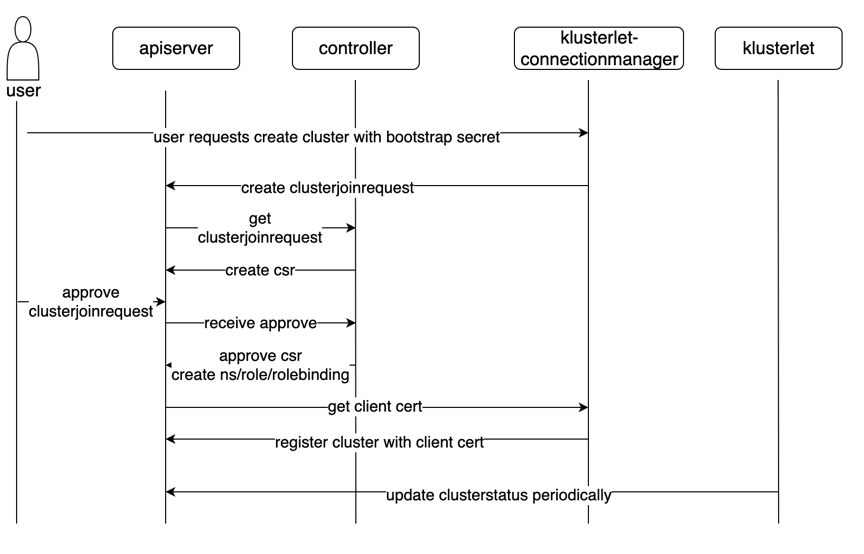 apiserver
controller
klusterlet-
connectionmanager
klusterlet
user
user requests create cluster with bootstrap secret
create clusterjoinrequest
get
clusterjoinrequest
create csr
approve
clusterjoinrequest
receive approve
approve csr
create ns/role/rolebinding
get client cert
register cluster with client cert
update clusterstatus periodically